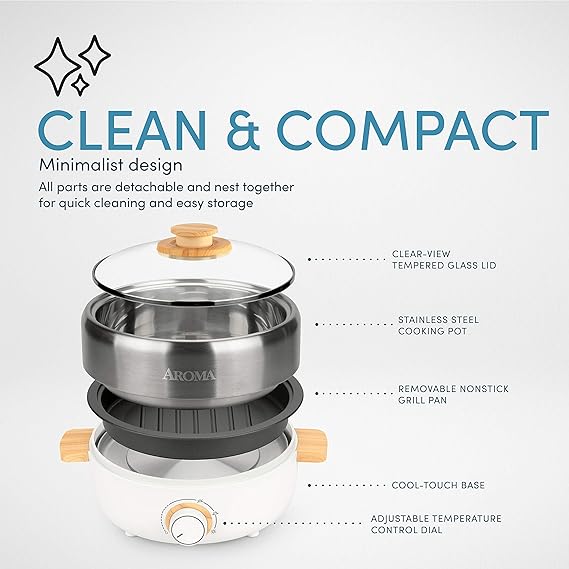 CLEAN & COMPACT
Minimalist design
All parts are detachable and nest together
for quick cleaning and easy storage
CLEAR-VIEW
TEMPERED GLASS LID
STAINLESS STEEL
COOKING POT
AROMA
REMOVABLE NONSTICK
GRILL PAN
COOL-TOUCH BASE
ADJUSTABLE TEMPERATURE
CONTROL DIAL